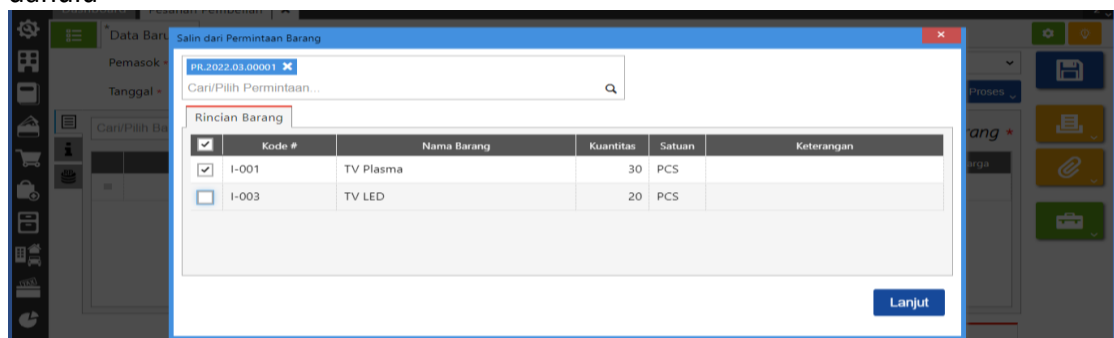 Data Baru
Salin dari Permintaan Barang
Pemasok *
PR.2022.03.00001
Cari/Pilih Permintaan...
Tanggal *
Proses
Rincian Barang
Cari/Pilih Ba
rang *
Kode # Nama Barang Kuantitas Satuan Keterangan
arga
I-001 TV Plasma 30 PCS
I-003 TV LED 20 PCS
Lanjut